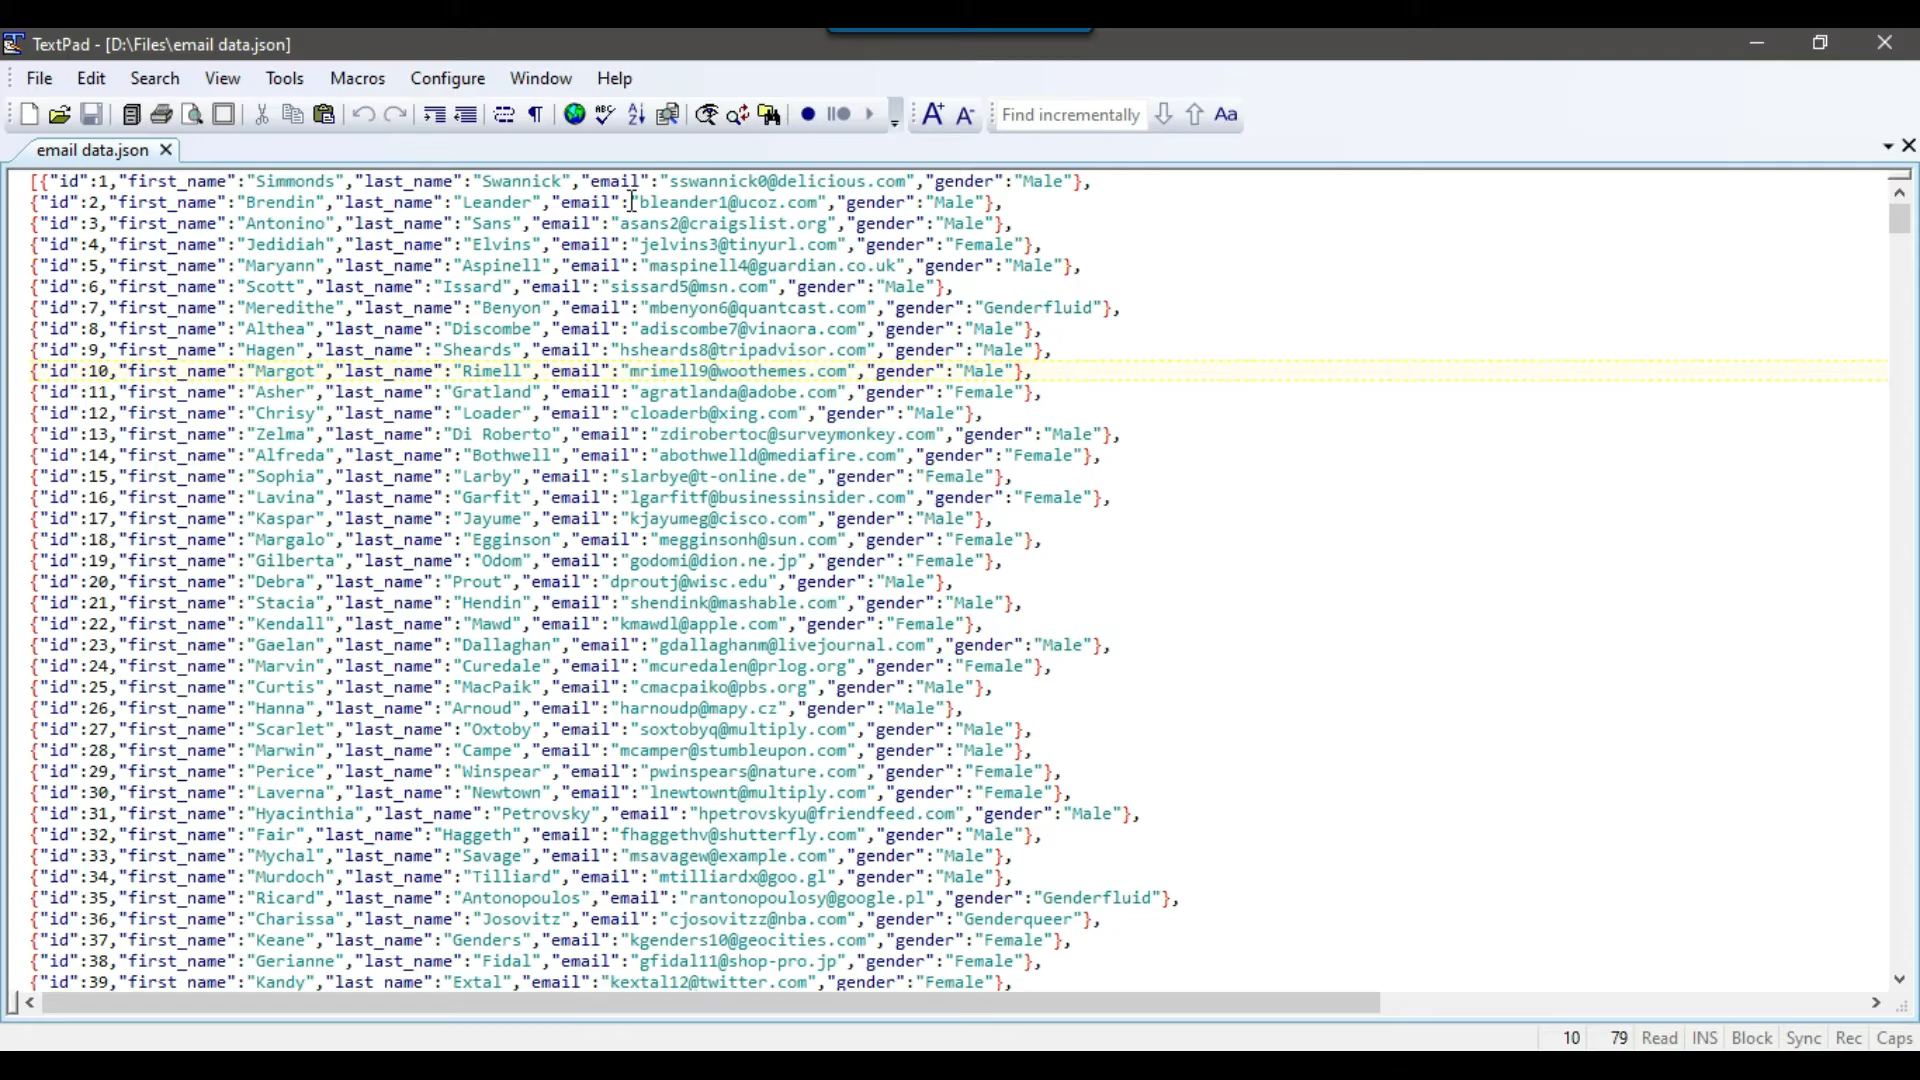 TextPad - [D:\Files\email data.json]
File Edit Search View Tools Macros Configure Window Help
Find incrementally Aa
email data.json
[{"id":1,"first_name":"Simmonds","last_name":"Swannick","email":"sswannick0@delicious.com","gender":"Male"},
{"id":2,"first_name":"Brendin","last_name":"Leander","email":"bleander1@ucoz.com","gender":"Male"},
{"id":3,"first_name":"Antonino","last_name":"Sans","email":"asans2@craigslist.org","gender":"Male"},
{"id":4,"first_name":"Jedidiah","last_name":"Elvins","email":"jelvins3@tinyurl.com","gender":"Female"},
{"id":5,"first_name":"Maryann","last_name":"Aspinell","email":"maspinell4@guardian.co.uk","gender":"Male"},
{"id":6,"first_name":"Scott","last_name":"Issard","email":"sissard5@msn.com","gender":"Male"},
{"id":7,"first_name":"Meredithe","last_name":"Benyon","email":"mbenyon6@quantcast.com","gender":"Genderfluid"},
{"id":8,"first_name":"Althea","last_name":"Discombe","email":"adiscombe7@vinaora.com","gender":"Male"},
{"id":9,"first_name":"Hagen","last_name":"Sheards","email":"hsheards8@tripadvisor.com","gender":"Male"},
{"id":10,"first_name":"Margot","last_name":"Rimell","email":"mrimell9@woothemes.com","gender":"Male"},
{"id":11,"first_name":"Asher","last_name":"Gratland","email":"agratlanda@adobe.com","gender":"Female"},
{"id":12,"first_name":"Chrisy","last_name":"Loader","email":"cloaderb@xing.com","gender":"Male"},
{"id":13,"first_name":"Zelma","last_name":"Di Roberto","email":"zdirobertoc@surveymonkey.com","gender":"Male"},
{"id":14,"first_name":"Alfreda","last_name":"Bothwell","email":"abothwelld@mediafire.com","gender":"Female"},
{"id":15,"first_name":"Sophia","last_name":"Larby","email":"slarbye@t-online.de","gender":"Female"},
{"id":16,"first_name":"Lavina","last_name":"Garfit","email":"lgarfitf@businessinsider.com","gender":"Female"},
{"id":17,"first_name":"Kaspar","last_name":"Jayume","email":"kjayumeg@cisco.com","gender":"Male"},
{"id":18,"first_name":"Margalo","last_name":"Egginson","email":"megginsonh@sun.com","gender":"Female"},
{"id":19,"first_name":"Gilberta","last_name":"Odom","email":"godomi@dion.ne.jp","gender":"Female"},
{"id":20,"first_name":"Debra","last_name":"Prout","email":"dproutj@wisc.edu","gender":"Male"},
{"id":21,"first_name":"Stacia","last_name":"Hendin","email":"shendink@mashable.com","gender":"Male"},
{"id":22,"first_name":"Kendall","last_name":"Mawd","email":"kmawdl@apple.com","gender":"Female"},
{"id":23,"first_name":"Gaelan","last_name":"Dallaghan","email":"gdallaghanm@livejournal.com","gender":"Male"},
{"id":24,"first_name":"Marvin","last_name":"Curedale","email":"mcuredalen@prlog.org","gender":"Female"},
{"id":25,"first_name":"Curtis","last_name":"MacPaik","email":"cmacpaiko@pbs.org","gender":"Male"},
{"id":26,"first_name":"Hanna","last_name":"Arnoud","email":"harnoudp@mapy.cz","gender":"Male"},
{"id":27,"first_name":"Scarlet","last_name":"Oxtoby","email":"soxtobyq@multiply.com","gender":"Male"},
{"id":28,"first_name":"Marwin","last_name":"Campe","email":"mcamper@stumbleupon.com","gender":"Male"},
{"id":29,"first_name":"Perice","last_name":"Winspear","email":"pwinspears@nature.com","gender":"Female"},
{"id":30,"first_name":"Laverna","last_name":"Newtown","email":"lnewtownt@multiply.com","gender":"Female"},
{"id":31,"first_name":"Hyacinthia","last_name":"Petrovsky","email":"hpetrovskyu@friendfeed.com","gender":"Male"},
{"id":32,"first_name":"Fair","last_name":"Haggeth","email":"fhaggethv@shutterfly.com","gender":"Male"},
{"id":33,"first_name":"Mychal","last_name":"Savage","email":"msavagew@example.com","gender":"Male"},
{"id":34,"first_name":"Murdoch","last_name":"Tilliard","email":"mtilliardx@goo.gl","gender":"Male"},
{"id":35,"first_name":"Ricard","last_name":"Antonopoulos","email":"rantonopoulosy@google.pl","gender":"Genderfluid"},
{"id":36,"first_name":"Charissa","last_name":"Josovitz","email":"cjosovitzz@nba.com","gender":"Genderqueer"},
{"id":37,"first_name":"Keane","last_name":"Genders","email":"kgenders10@geocities.com","gender":"Female"},
{"id":38,"first_name":"Gerianne","last_name":"Fidal","email":"gfidal11@shop-pro.jp","gender":"Female"},
{"id":39,"first_name":"Kandy","last_name":"Extal","email":"kextal12@twitter.com","gender":"Female"},
10 79 Read INS Block Sync Rec Caps